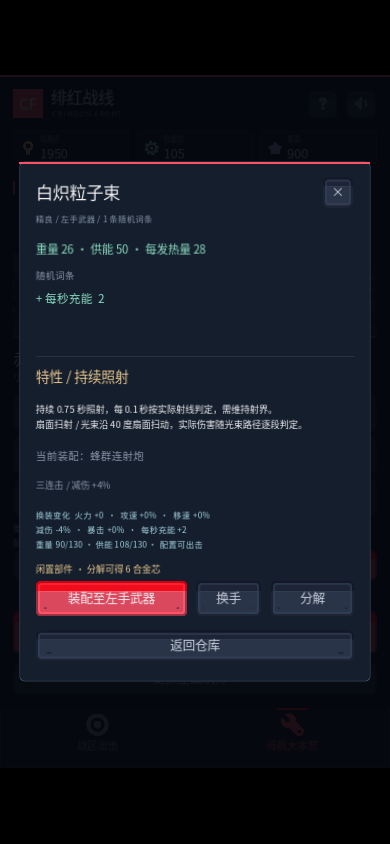 CF
绯红战线
?
1950
105
900
白炽粒子束
×
精良 / 左手武器 / 1 条随机词条
重量 26 · 供能 50 · 每发热量 28
随机词条
+ 每秒充能 2
特性 / 持续照射
持续 0.75 秒照射，每 0.1 秒按实际射线判定，需维持射界。
扇面扫射 / 光束沿 40 度扇面扫动，实际伤害随光束路径逐段判定。
当前装配：蜂群连射炮
三连击 / 减伤 +4%
换装变化 火力 +0 · 攻速 +0% · 移速 +0%
减伤 -4% · 暴击 +0% · 每秒充能 +2
重量 90/130 · 供能 108/130 · 配置可出击
闲置部件 · 分解可得 6 合金芯
装配至左手武器
换手
分解
返回仓库